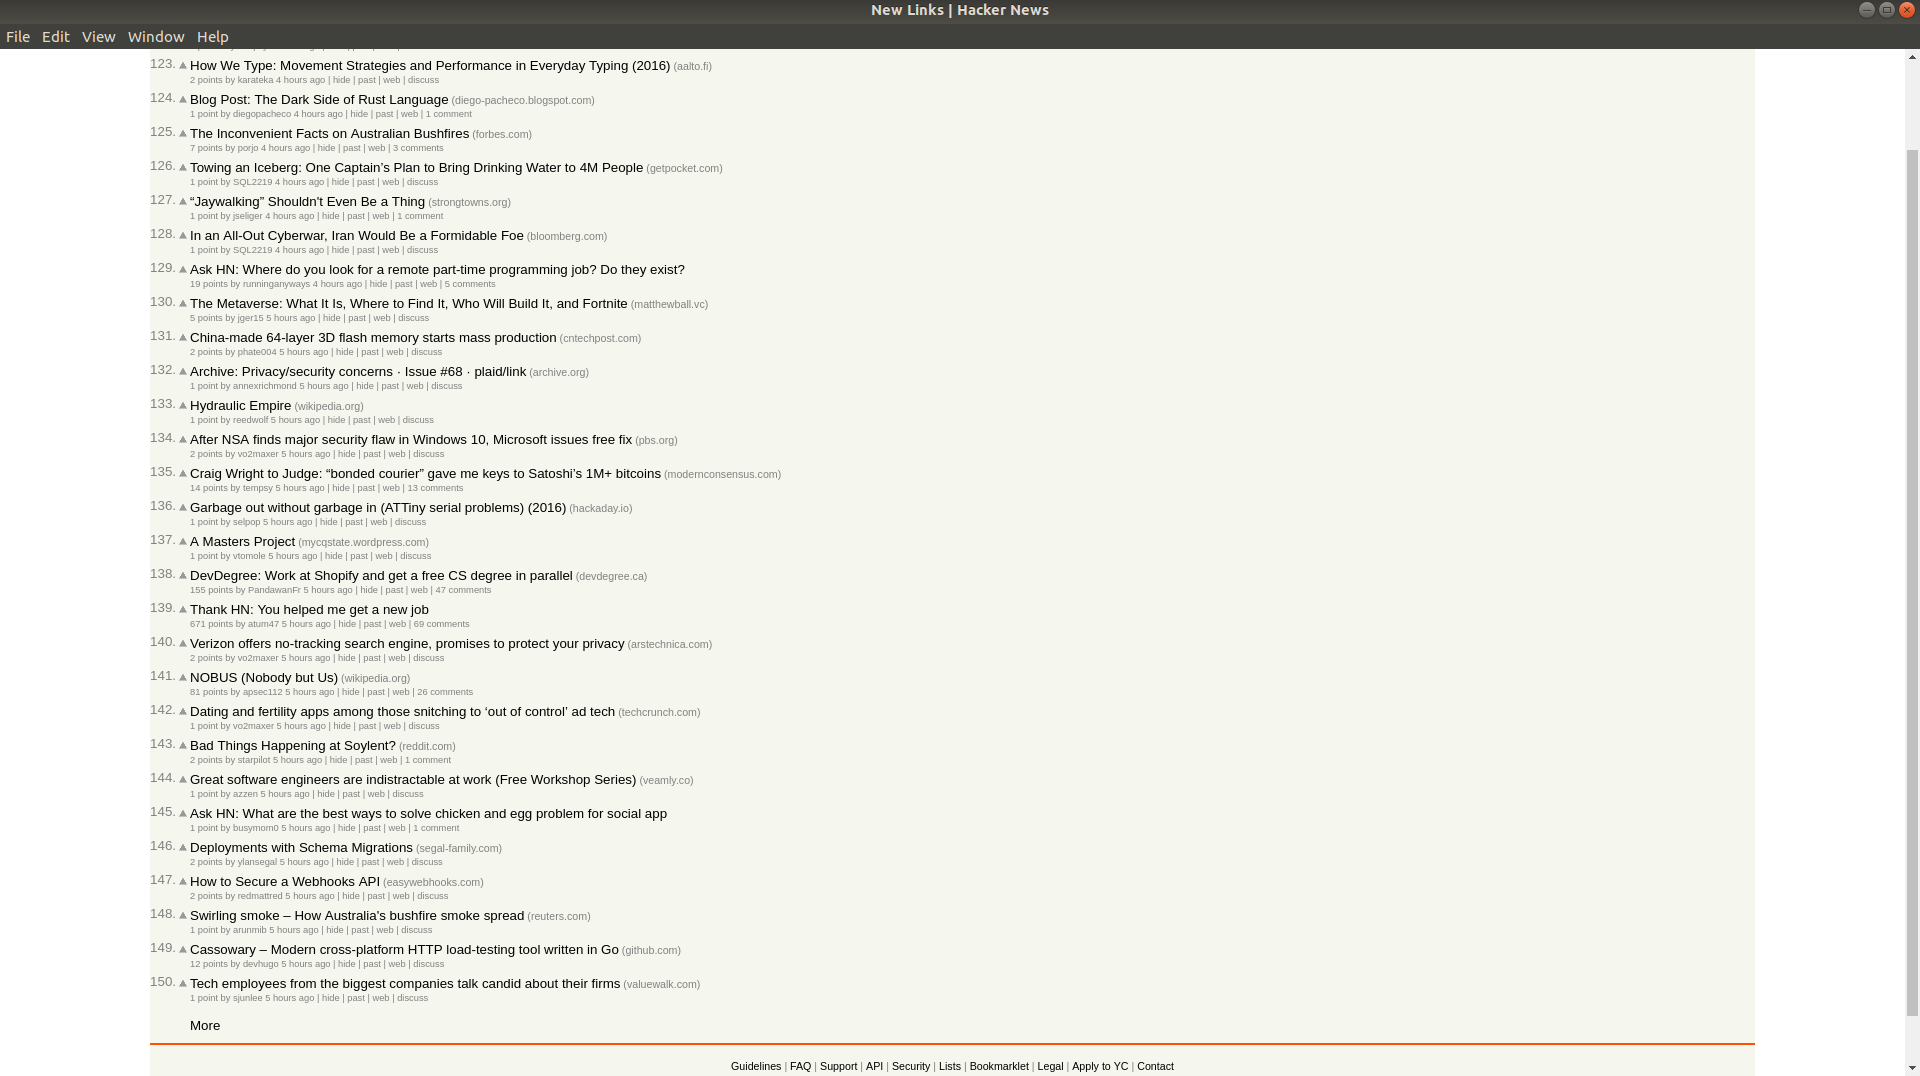 New Links | Hacker News
File Edit View Window Help
123. How We Type: Movement Strategies and Performance in Everyday Typing (2016) (aalto.fi)
2 points by karateka 4 hours ago | hide | past | web | discuss
124. Blog Post: The Dark Side of Rust Language (diego-pacheco.blogspot.com)
1 point by diegopacheco 4 hours ago | hide | past | web | 1 comment
125. The Inconvenient Facts on Australian Bushfires (forbes.com)
7 points by porjo 4 hours ago | hide | past | web | 3 comments
126. Towing an Iceberg: One Captain’s Plan to Bring Drinking Water to 4M People (getpocket.com)
1 point by SQL2219 4 hours ago | hide | past | web | discuss
127. “Jaywalking” Shouldn't Even Be a Thing (strongtowns.org)
1 point by jseliger 4 hours ago | hide | past | web | 1 comment
128. In an All-Out Cyberwar, Iran Would Be a Formidable Foe (bloomberg.com)
1 point by SQL2219 4 hours ago | hide | past | web | discuss
129. Ask HN: Where do you look for a remote part-time programming job? Do they exist?
19 points by runninganyways 4 hours ago | hide | past | web | 5 comments
130. The Metaverse: What It Is, Where to Find It, Who Will Build It, and Fortnite (matthewball.vc)
5 points by jger15 5 hours ago | hide | past | web | discuss
131. China-made 64-layer 3D flash memory starts mass production (cntechpost.com)
2 points by phate004 5 hours ago | hide | past | web | discuss
132. Archive: Privacy/security concerns · Issue #68 · plaid/link (archive.org)
1 point by annexrichmond 5 hours ago | hide | past | web | discuss
133. Hydraulic Empire (wikipedia.org)
1 point by reedwolf 5 hours ago | hide | past | web | discuss
134. After NSA finds major security flaw in Windows 10, Microsoft issues free fix (pbs.org)
2 points by vo2maxer 5 hours ago | hide | past | web | discuss
135. Craig Wright to Judge: “bonded courier” gave me keys to Satoshi’s 1M+ bitcoins (modernconsensus.com)
14 points by tempsy 5 hours ago | hide | past | web | 13 comments
136. Garbage out without garbage in (ATTiny serial problems) (2016) (hackaday.io)
1 point by selpop 5 hours ago | hide | past | web | discuss
137. A Masters Project (mycqstate.wordpress.com)
1 point by vtomole 5 hours ago | hide | past | web | discuss
138. DevDegree: Work at Shopify and get a free CS degree in parallel (devdegree.ca)
155 points by PandawanFr 5 hours ago | hide | past | web | 47 comments
139. Thank HN: You helped me get a new job
671 points by atum47 5 hours ago | hide | past | web | 69 comments
140. Verizon offers no-tracking search engine, promises to protect your privacy (arstechnica.com)
2 points by vo2maxer 5 hours ago | hide | past | web | discuss
141. NOBUS (Nobody but Us) (wikipedia.org)
81 points by apsec112 5 hours ago | hide | past | web | 26 comments
142. Dating and fertility apps among those snitching to ‘out of control’ ad tech (techcrunch.com)
1 point by vo2maxer 5 hours ago | hide | past | web | discuss
143. Bad Things Happening at Soylent? (reddit.com)
2 points by starpilot 5 hours ago | hide | past | web | 1 comment
144. Great software engineers are indistractable at work (Free Workshop Series) (veamly.co)
1 point by azzen 5 hours ago | hide | past | web | discuss
145. Ask HN: What are the best ways to solve chicken and egg problem for social app
1 point by busymom0 5 hours ago | hide | past | web | 1 comment
146. Deployments with Schema Migrations (segal-family.com)
2 points by ylansegal 5 hours ago | hide | past | web | discuss
147. How to Secure a Webhooks API (easywebhooks.com)
2 points by redmattred 5 hours ago | hide | past | web | discuss
148. Swirling smoke – How Australia's bushfire smoke spread (reuters.com)
1 point by arunmib 5 hours ago | hide | past | web | discuss
149. Cassowary – Modern cross-platform HTTP load-testing tool written in Go (github.com)
12 points by devhugo 5 hours ago | hide | past | web | discuss
150. Tech employees from the biggest companies talk candid about their firms (valuewalk.com)
1 point by sjunlee 5 hours ago | hide | past | web | discuss
More
Guidelines | FAQ | Support | API | Security | Lists | Bookmarklet | Legal | Apply to YC | Contact